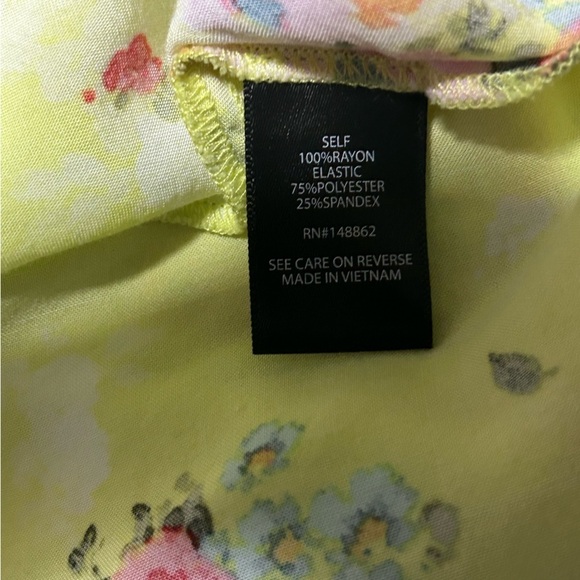 SELF
100%RAYON
ELASTIC
75%POLYESTER
25%SPANDEX
RN#148862
SEE CARE ON REVERSE
MADE IN VIETNAM